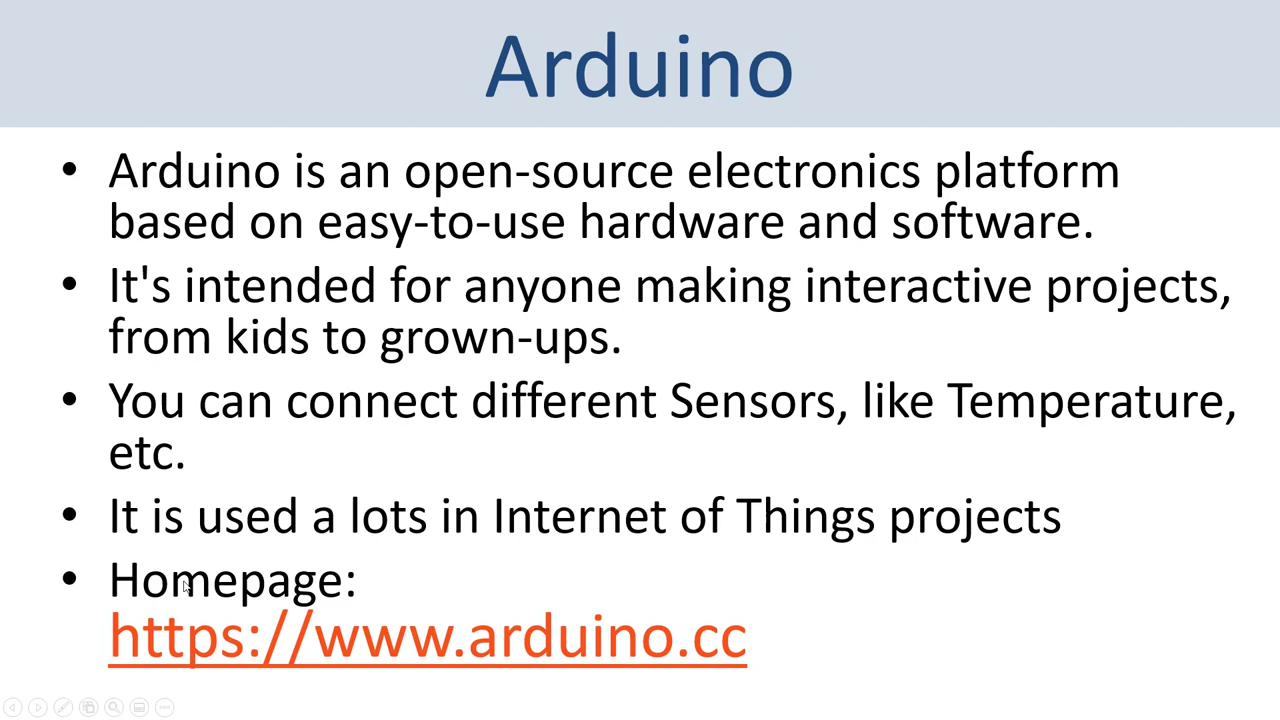 Arduino
• Arduino is an open-source electronics platform
based on easy-to-use hardware and software.
• It's intended for anyone making interactive projects,
from kids to grown-ups.
• You can connect different Sensors, like Temperature,
etc.
• It is used a lots in Internet of Things projects
• Homepage:
https://www.arduino.cc